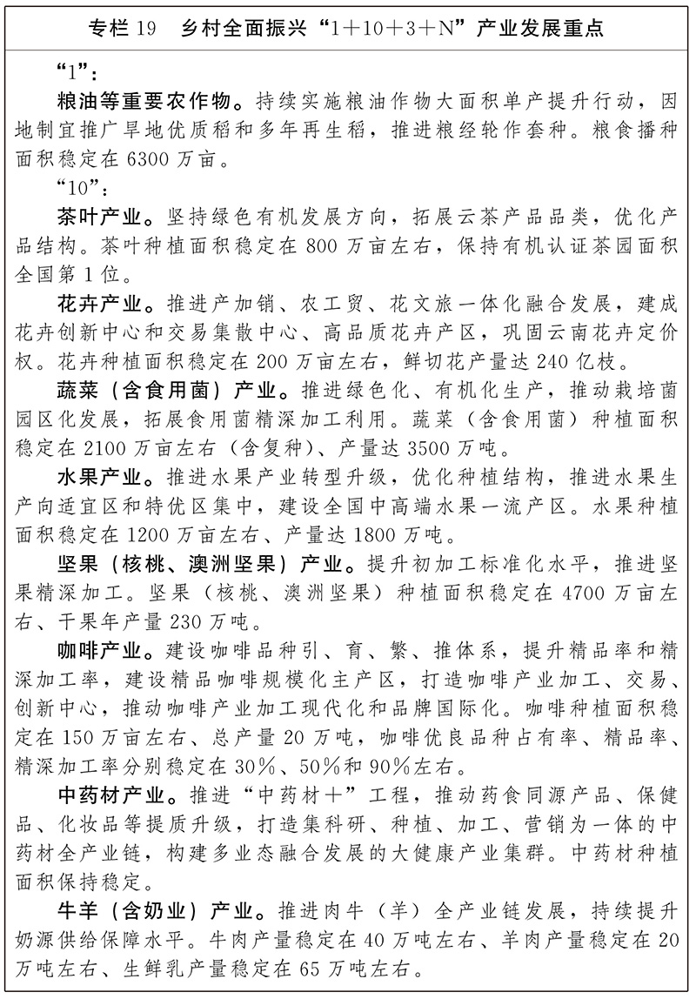 专栏 19　乡村全面振兴“1＋10＋3＋N”产业发展重点
“1”：
粮油等重要农作物。持续实施粮油作物大面积单产提升行动，因
地制宜推广旱地优质稻和多年再生稻，推进粮经轮作套种。粮食播种
面积稳定在 6300 万亩。
“10”：
茶叶产业。坚持绿色有机发展方向，拓展云茶产品品类，优化产
品结构。茶叶种植面积稳定在 800 万亩左右，保持有机认证茶园面积
全国第 1 位。
花卉产业。推进产加销、农工贸、花文旅一体化融合发展，建成
花卉创新中心和交易集散中心、高品质花卉产区，巩固云南花卉定价
权。花卉种植面积稳定在 200 万亩左右，鲜切花产量达 240 亿枝。
蔬菜（含食用菌）产业。推进绿色化、有机化生产，推动栽培菌
园区化发展，拓展食用菌精深加工利用。蔬菜（含食用菌）种植面积
稳定在 2100 万亩左右（含复种）、产量达 3500 万吨。
水果产业。推进水果产业转型升级，优化种植结构，推进水果生
产向适宜区和特优区集中，建设全国中高端水果一流产区。水果种植
面积稳定在 1200 万亩左右、产量达 1800 万吨。
坚果（核桃、澳洲坚果）产业。提升初加工标准化水平，推进坚
果精深加工。坚果（核桃、澳洲坚果）种植面积稳定在 4700 万亩左
右、干果年产量 230 万吨。
咖啡产业。建设咖啡品种引、育、繁、推体系，提升精品率和精
深加工率，建设精品咖啡规模化主产区，打造咖啡产业加工、交易、
创新中心，推动咖啡产业加工现代化和品牌国际化。咖啡种植面积稳
定在 150 万亩左右、总产量 20 万吨，咖啡优良品种占有率、精品率、
精深加工率分别稳定在 30％、50％和 90％左右。
中药材产业。推进“中药材＋”工程，推动药食同源产品、保健
品、化妆品等提质升级，打造集科研、种植、加工、营销为一体的中
药材全产业链，构建多业态融合发展的大健康产业集群。中药材种植
面积保持稳定。
牛羊（含奶业）产业。推进肉牛（羊）全产业链发展，持续提升
奶源供给保障水平。牛肉产量稳定在 40 万吨左右、羊肉产量稳定在 20
万吨左右、生鲜乳产量稳定在 65 万吨左右。